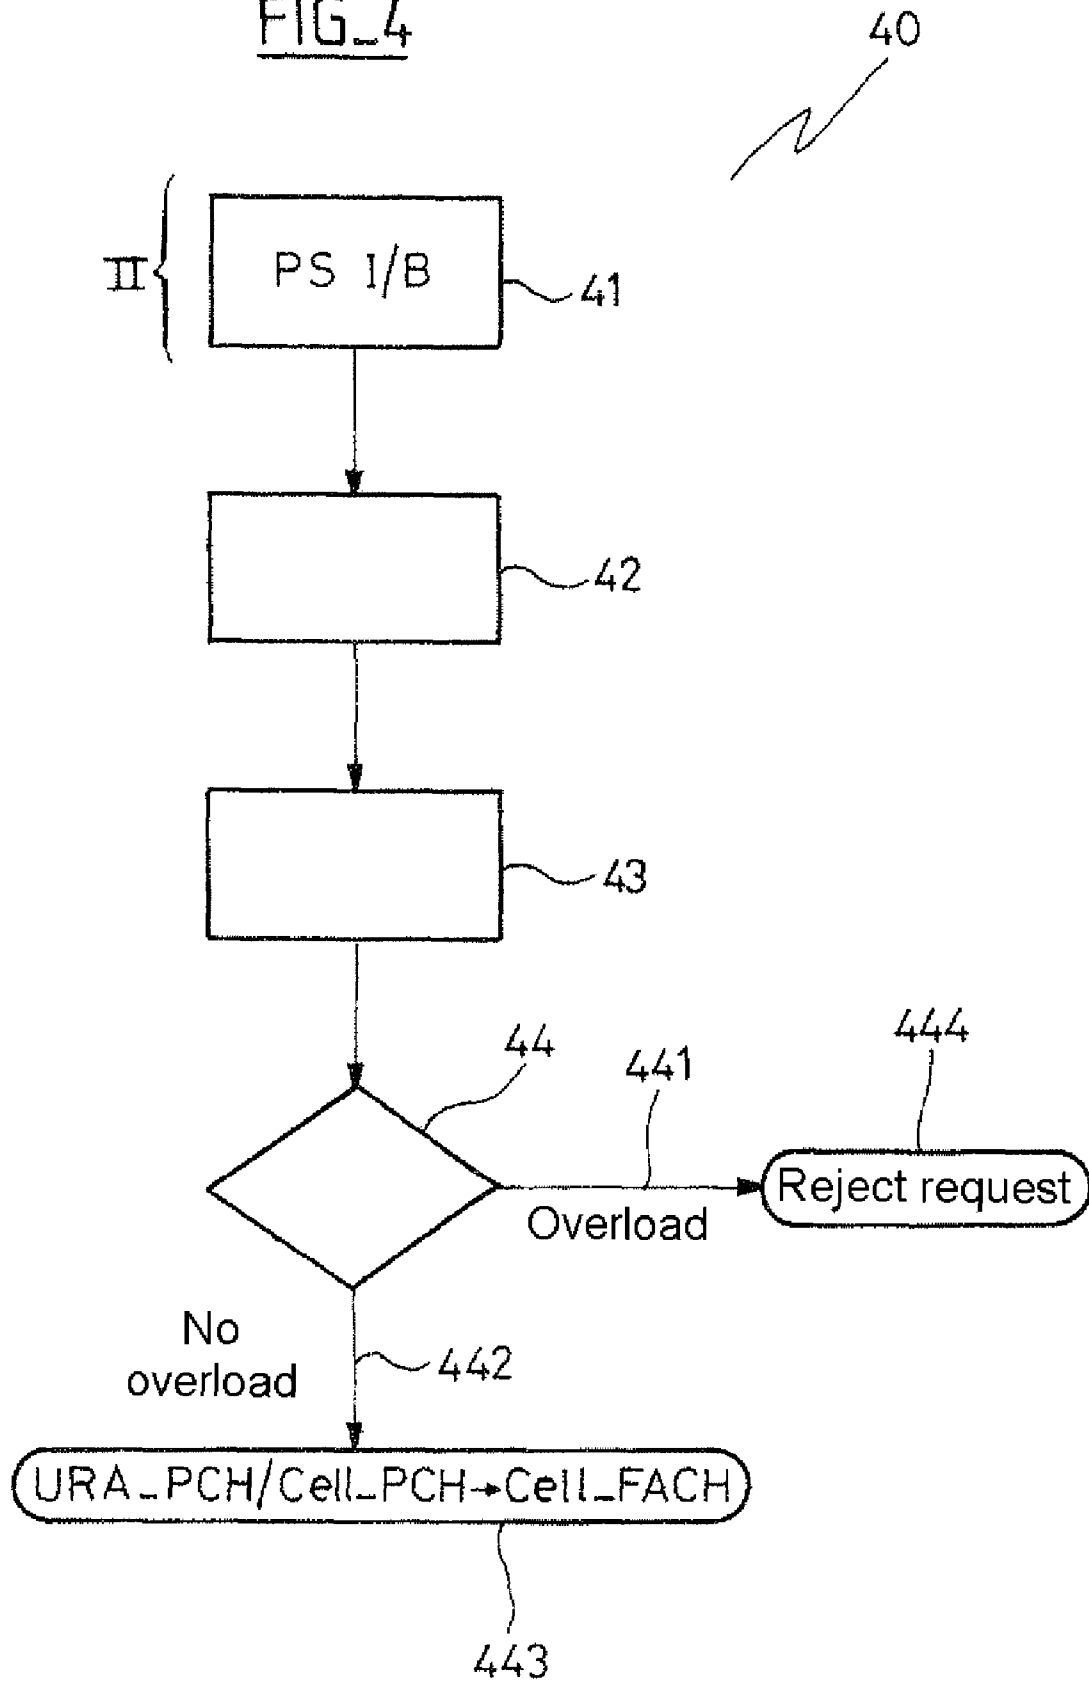 FIG_4
40
II
PS I/B
41
42
43
44
441
444
Reject request
Overload
No
overload
442
URA_PCH/Cell_PCH→Cell_FACH
443